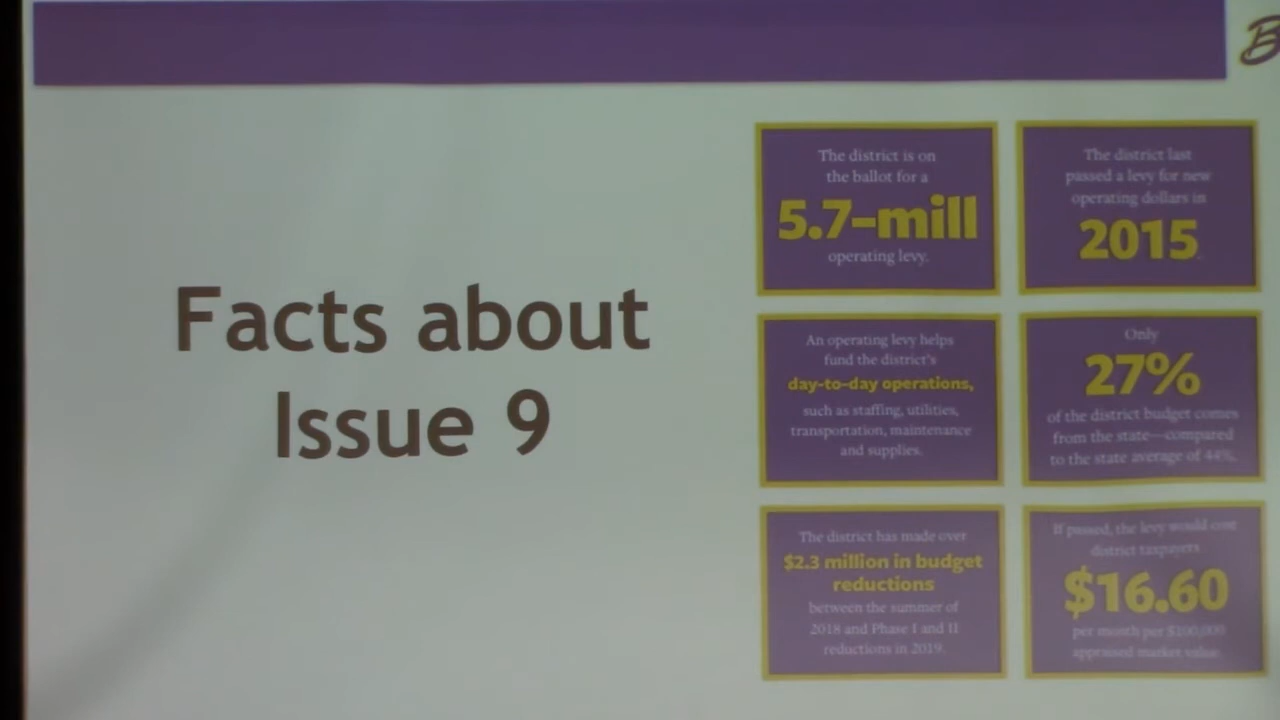 B
Facts about
Issue 9
The district is on
the ballot for a
5.7-mill
operating levy.
The district last
passed a levy for new
operating dollars in
2015.
An operating levy helps
fund the district's
day-to-day operations,
such as staffing, utilities,
transportation, maintenance
and supplies.
Only
27%
of the district budget comes
from the state—compared
to the state average of 44%.
The district has made over
$2.3 million in budget
reductions
between the summer of
2018 and Phase I and II
reductions in 2019.
If passed, the levy would cost
district taxpayers
$16.60
per month per $100,000
appraised market value.